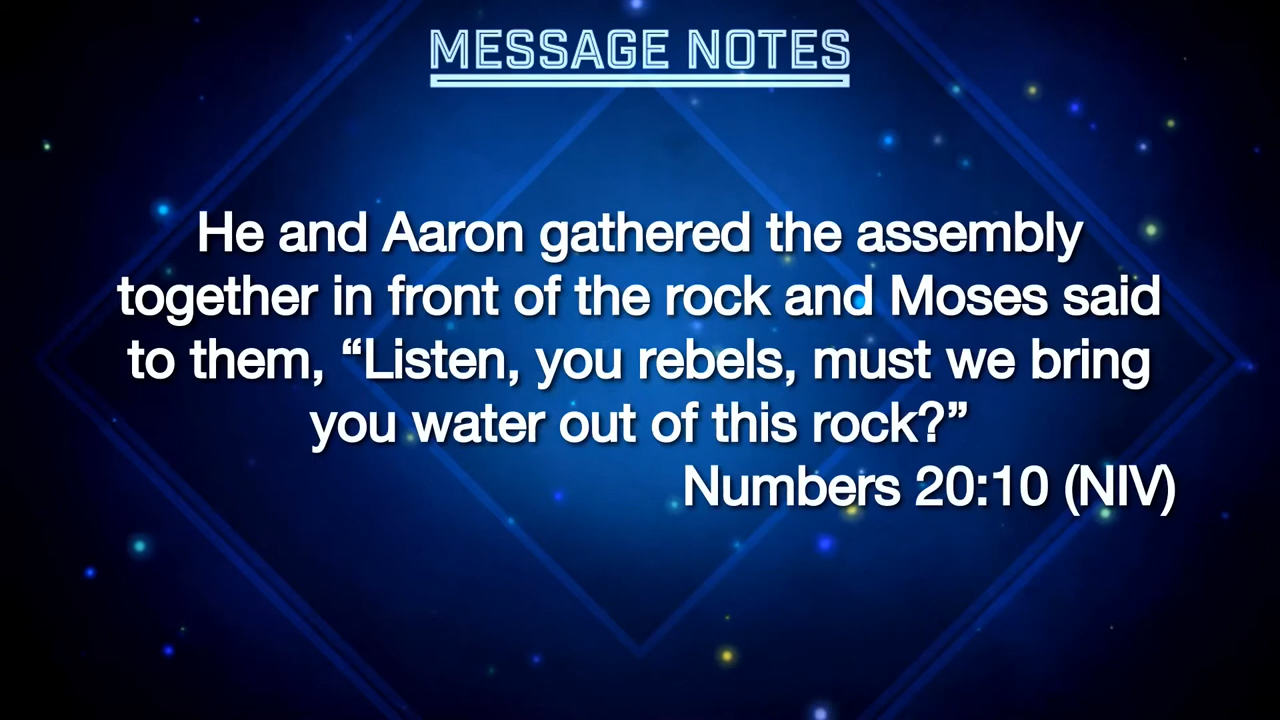 MESSAGE NOTES
He and Aaron gathered the assembly
together in front of the rock and Moses said
to them, “Listen, you rebels, must we bring
you water out of this rock?”
Numbers 20:10 (NIV)